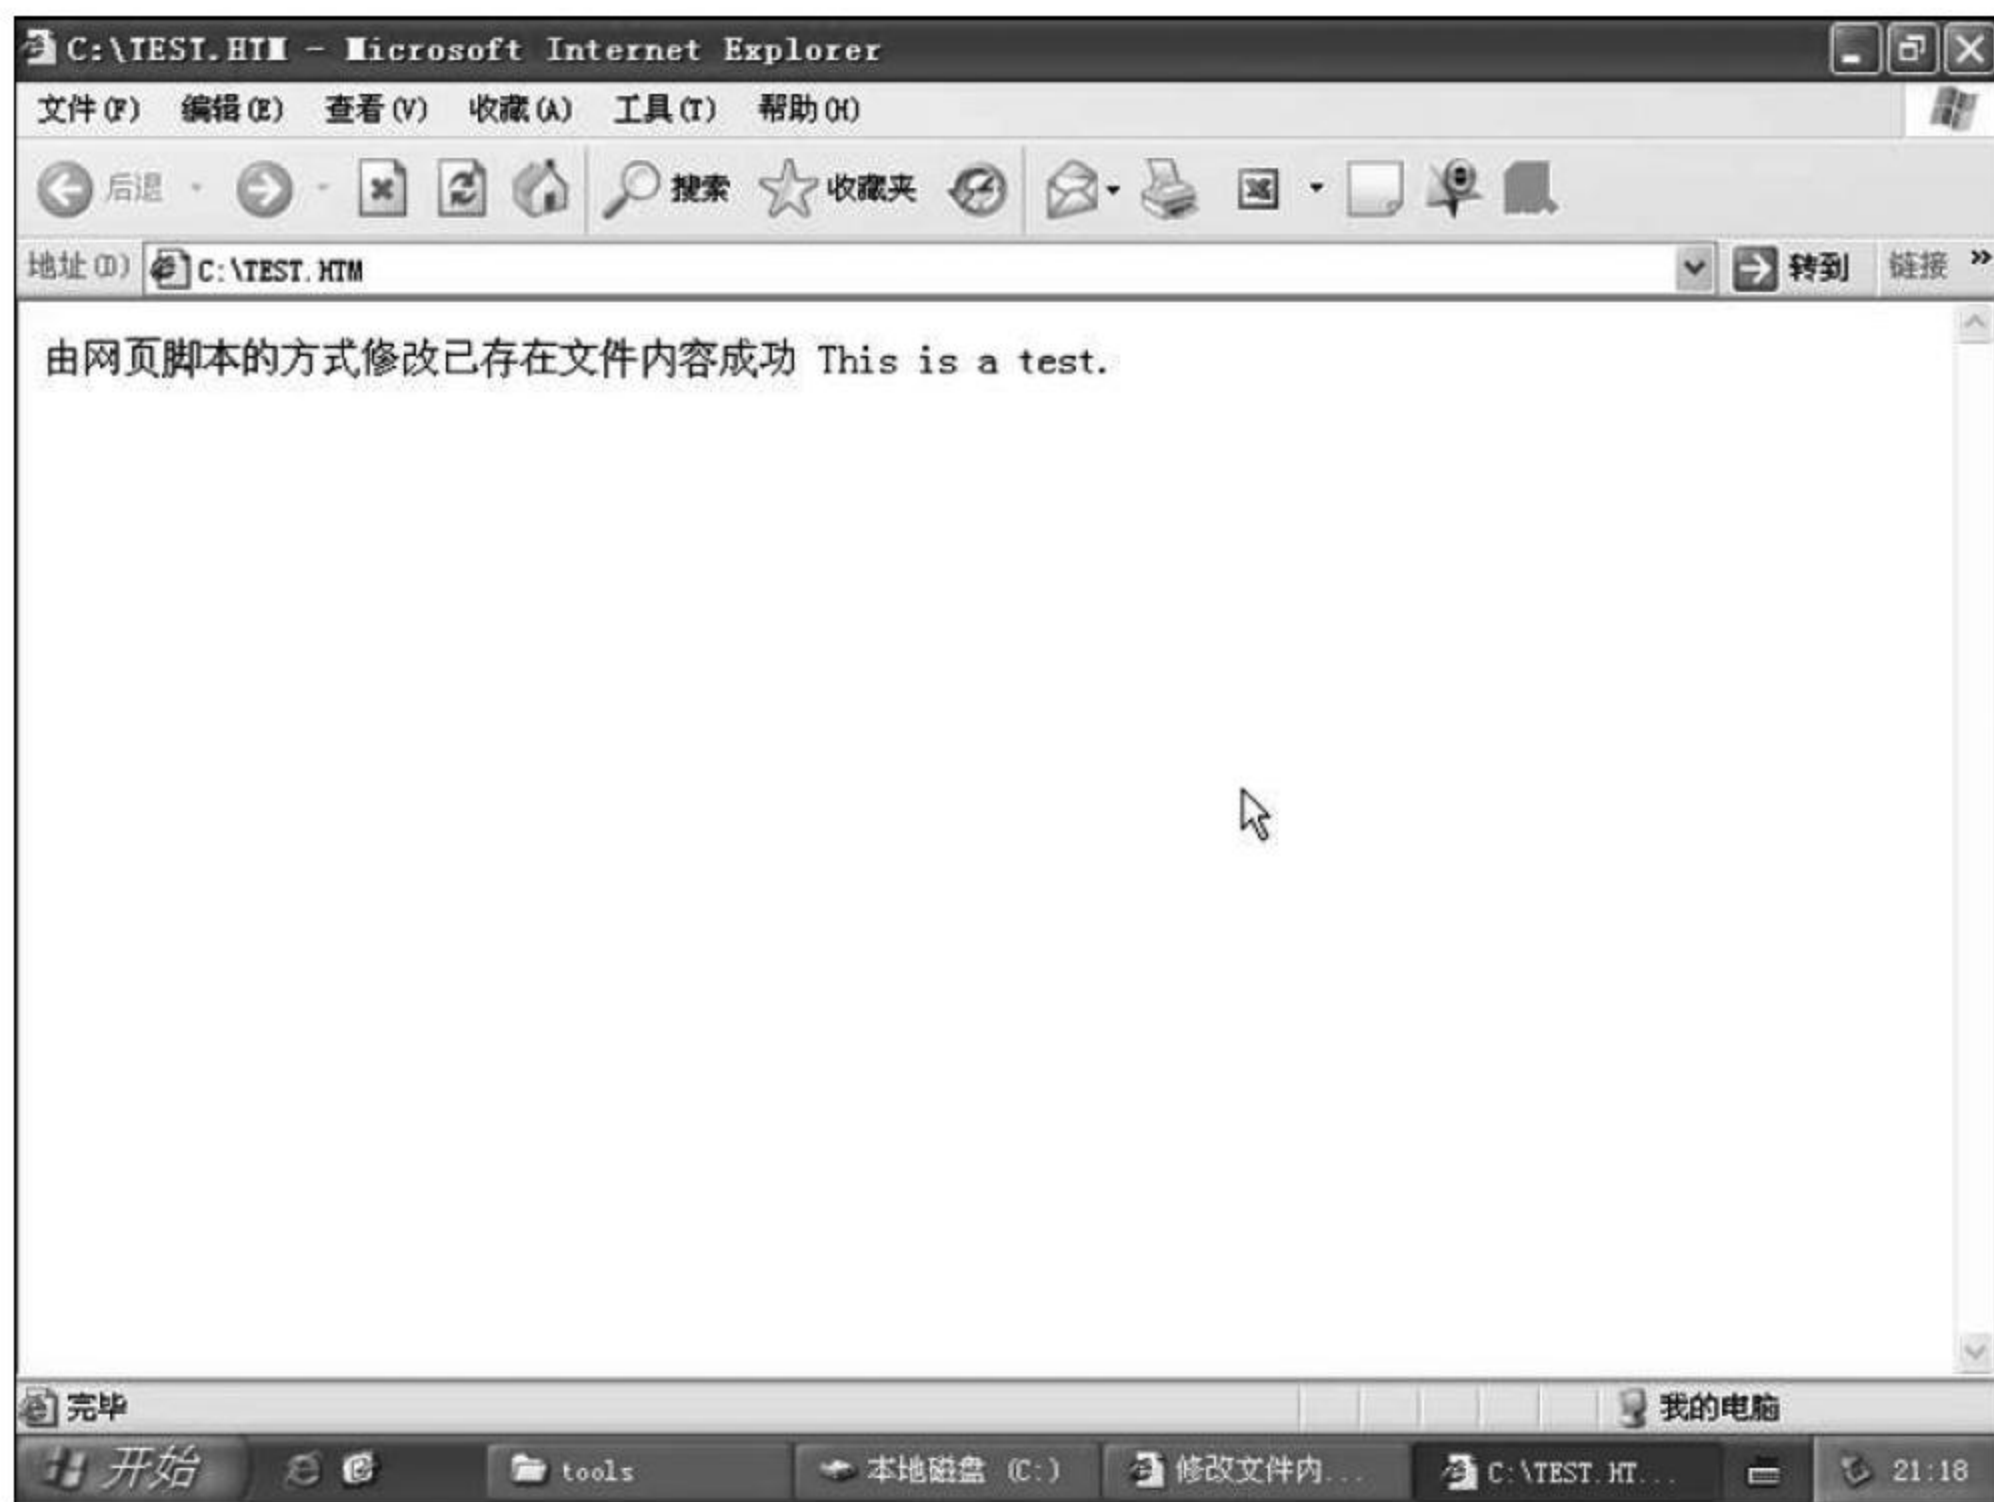 C:\TEST.HTM - Microsoft Internet Explorer
文件(F) 编辑(E) 查看(V) 收藏(A) 工具(T) 帮助(H)
后退 搜索 收藏夹
地址(D) C:\TEST.HTM 转到 链接 »
由网页脚本的方式修改已存在文件内容成功 This is a test.
完毕 我的电脑
开始 tools 本地磁盘 (C:) 修改文件内... C:\TEST.HT... 21:18